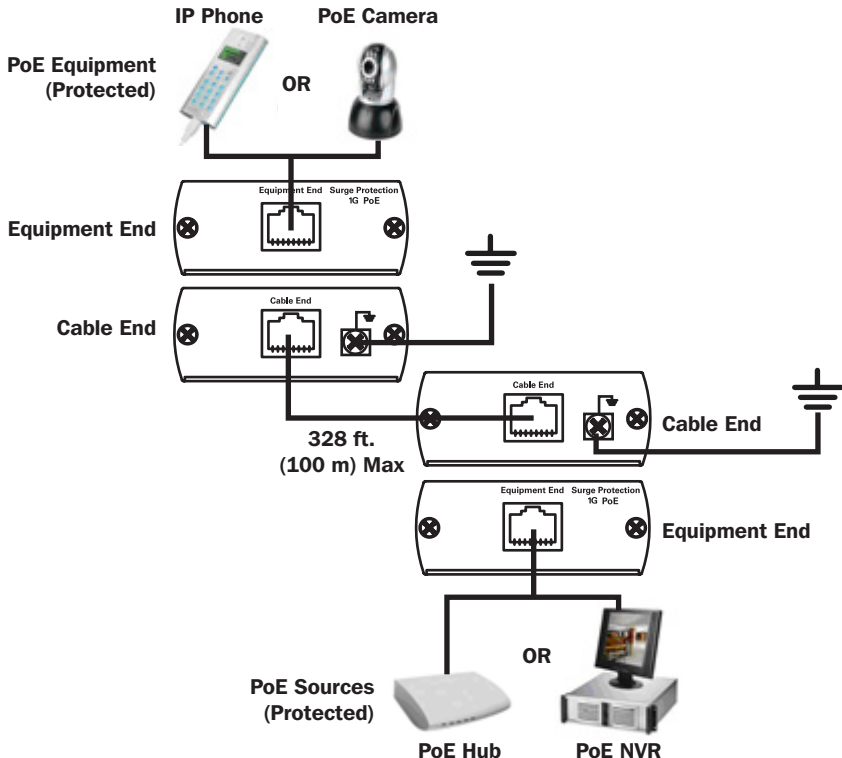 IP Phone
PoE Camera
PoE Equipment
(Protected)
OR
Equipment End
Surge Protection
1G PoE
Equipment End
Cable End
Cable End
Cable End
Cable End
328 ft.
(100 m) Max
Equipment End
Surge Protection
1G PoE
Equipment End
OR
PoE Sources
(Protected)
PoE Hub
PoE NVR